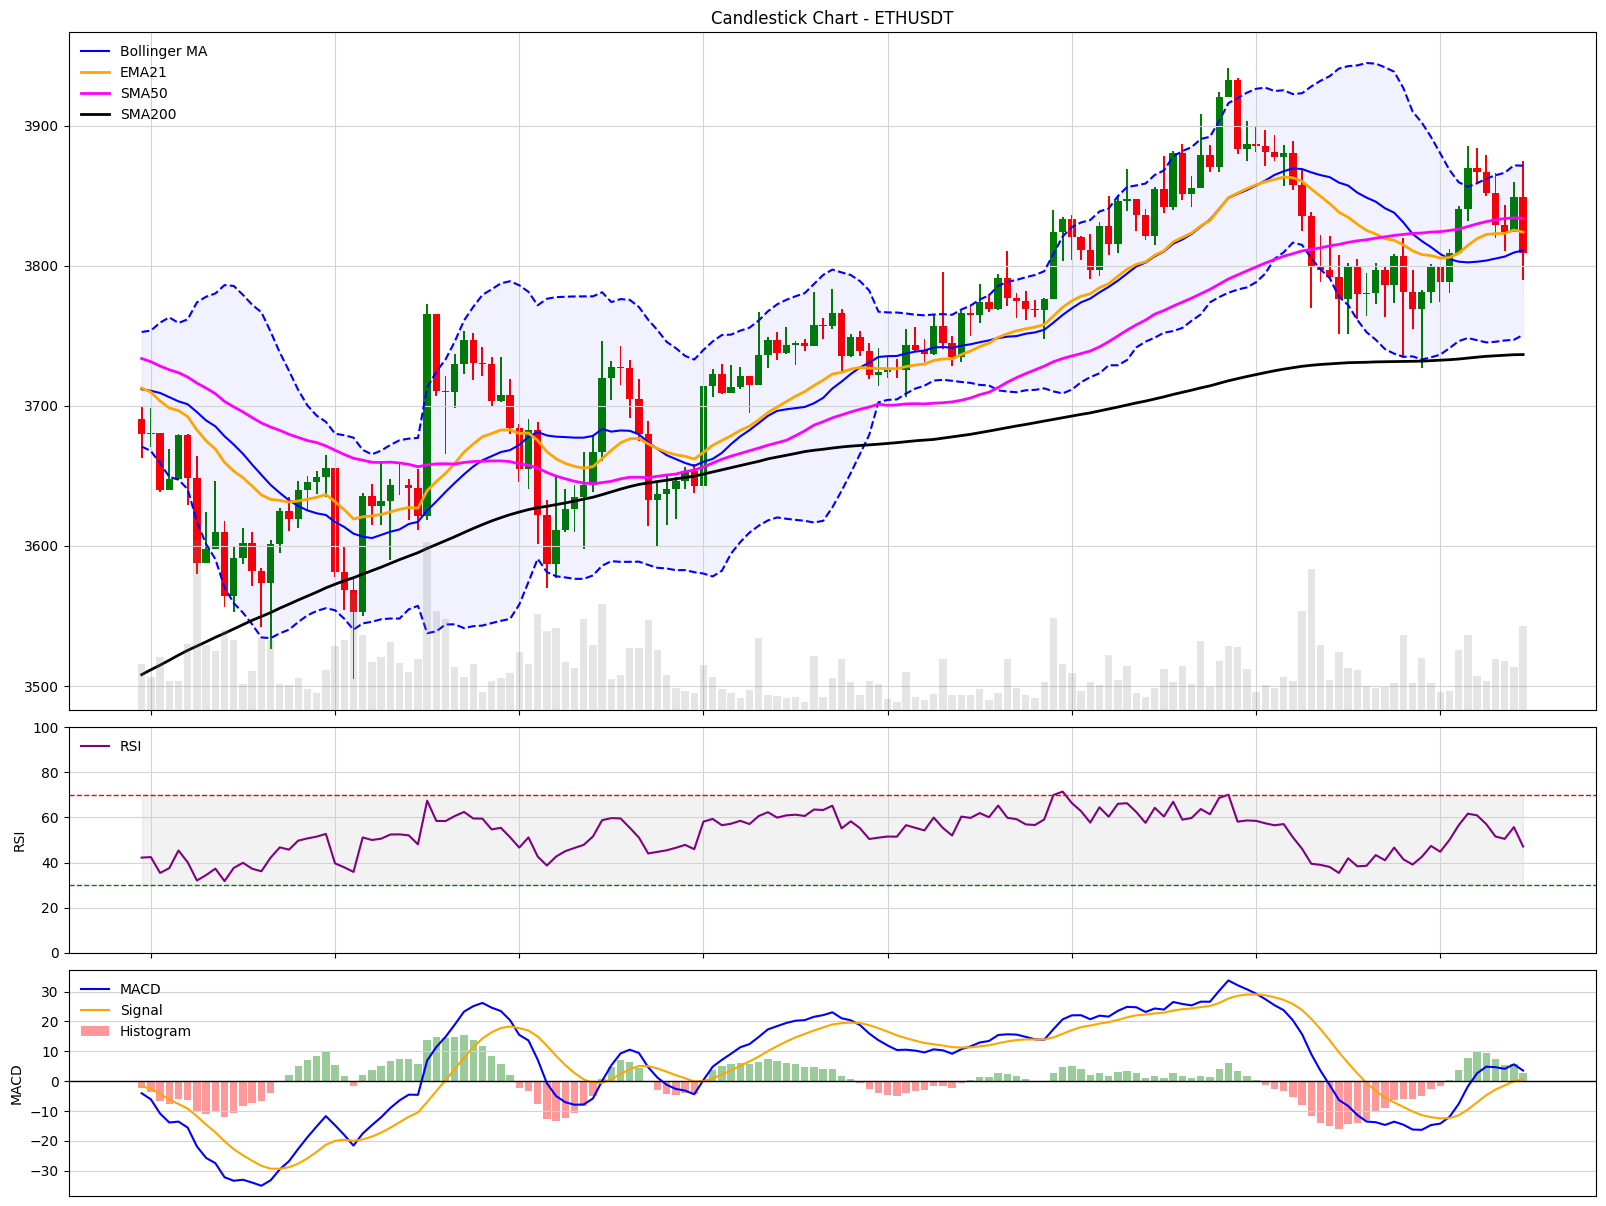 Candlestick Chart - ETHUSDT
Bollinger MA
EMA21
SMA50
SMA200
3900
3800
3700
3600
3500
RSI
100
80
60
40
20
0
RSI
MACD
Signal
Histogram
30
20
10
0
−10
−20
−30
MACD